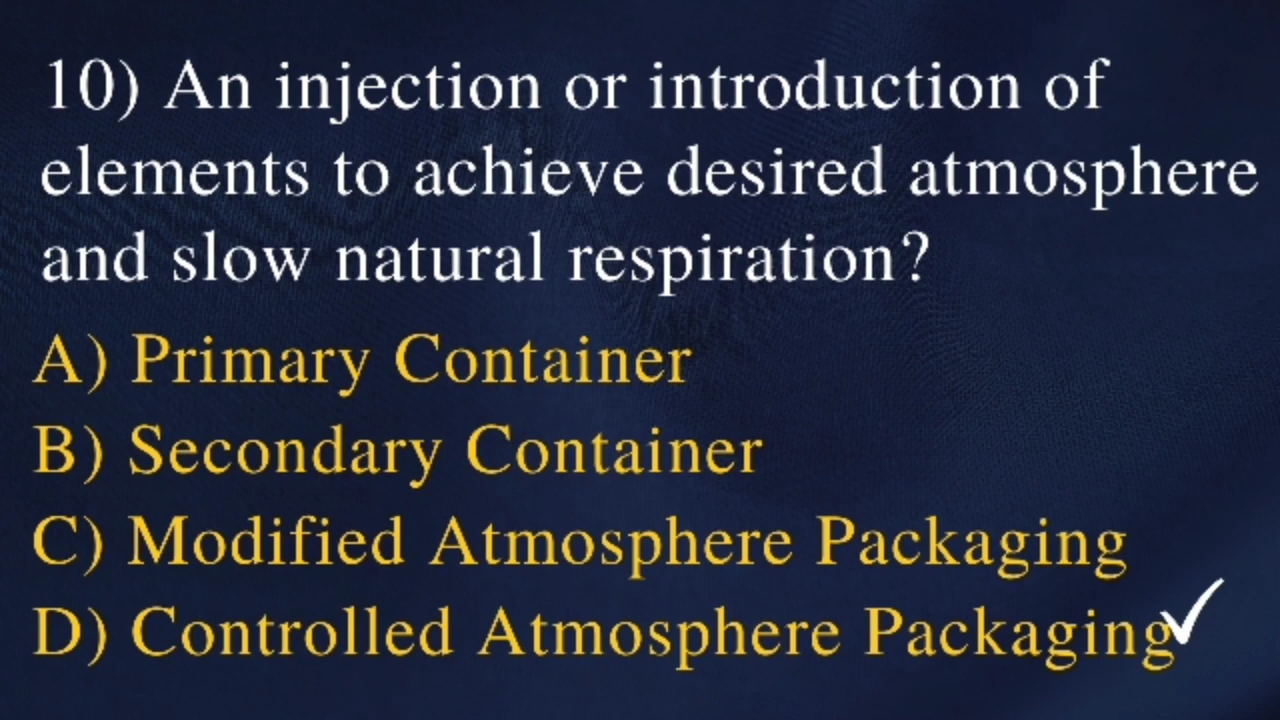 10) An injection or introduction of
elements to achieve desired atmosphere
and slow natural respiration?
A) Primary Container
B) Secondary Container
C) Modified Atmosphere Packaging
D) Controlled Atmosphere Packaging✓